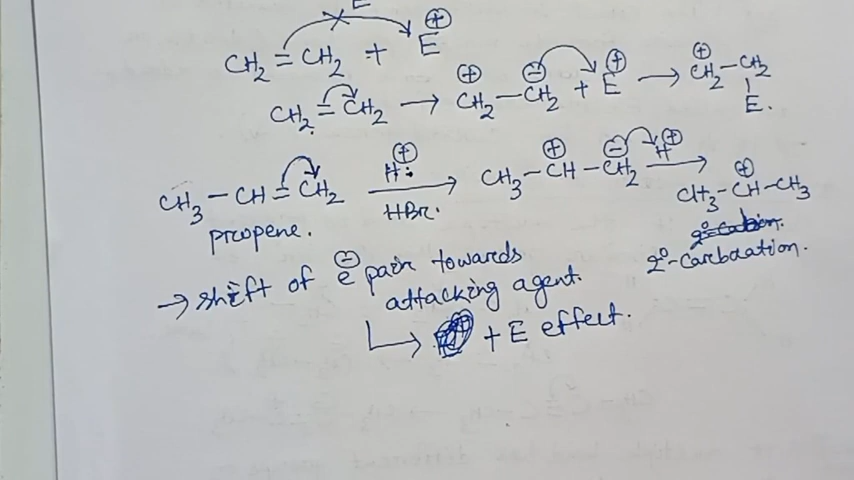 CH₂ = CH₂ + E⊕
CH₂ = CH₂ → ⊕CH₂ — ⊖CH₂ + E⊕ → ⊕CH₂ — CH₂
|
E.
CH₃ — CH = CH₂ H⊕ → CH₃ — ⊕CH — ⊖CH₂ H⊕ → CH₃ — ⊕CH — CH₃
HBr.
propene.
2°-Carbocation.
→ shift of e⊖ pair towards
attacking agent.
↳ + E effect.